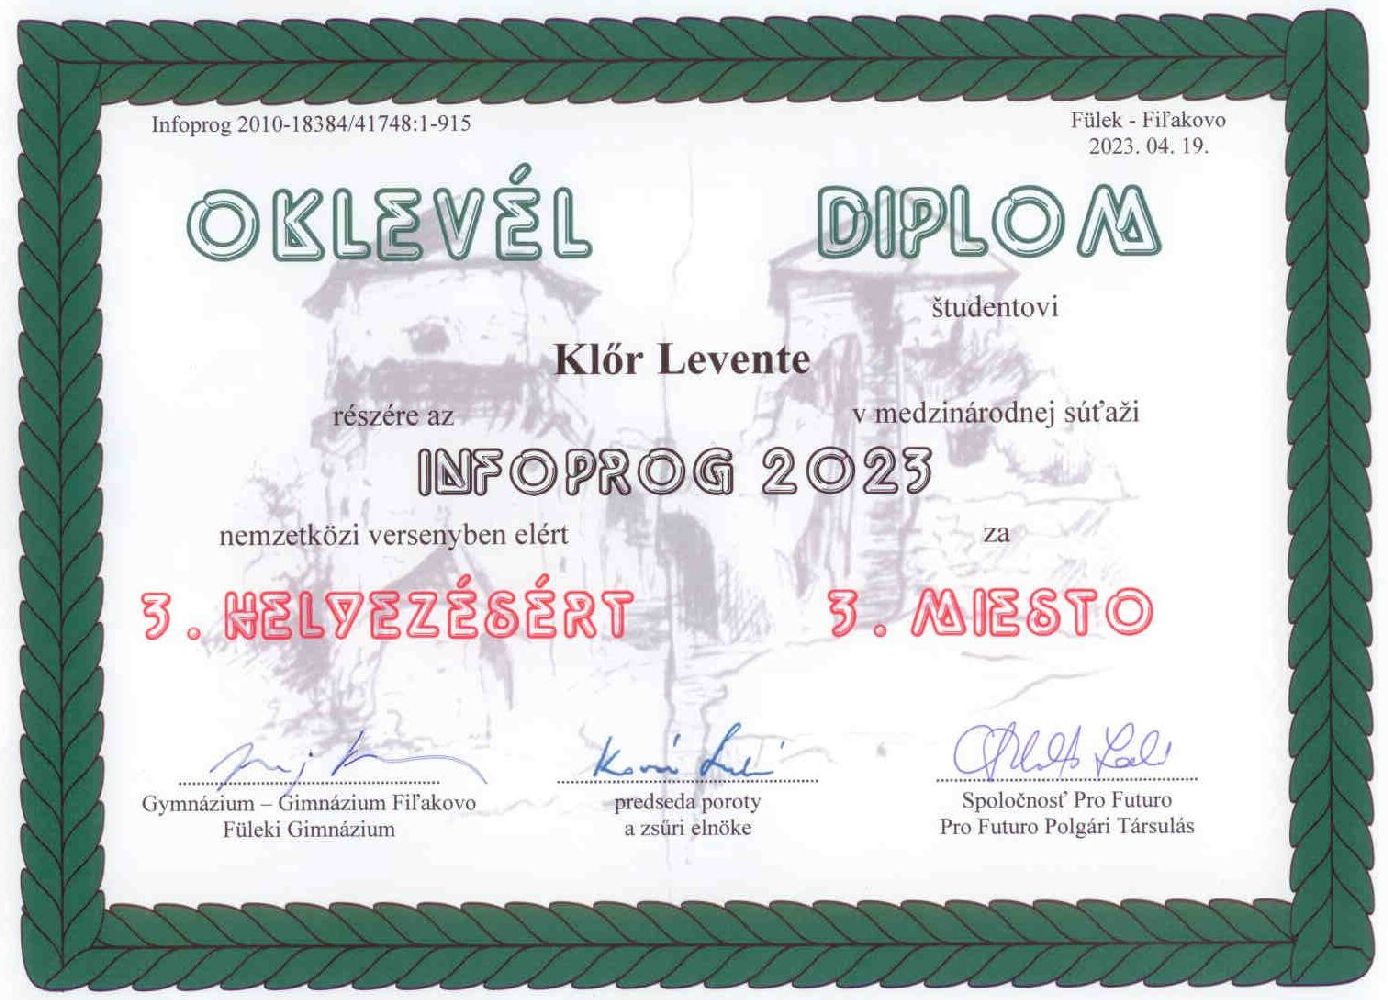 Infoprog 2010-18384/41748:1-915
Fülek - Fiľakovo
2023. 04. 19.
OKLEVÉL DIPLOM
študentovi
Klőr Levente
részére az v medzinárodnej súťaži
INFOPROG 2023
nemzetközi versenyben elért za
3. HELYEZÉSÉRT 3. MIESTO
Gymnázium – Gimnázium Fiľakovo
Füleki Gimnázium
predseda poroty
a zsűri elnöke
Spoločnosť Pro Futuro
Pro Futuro Polgári Társulás